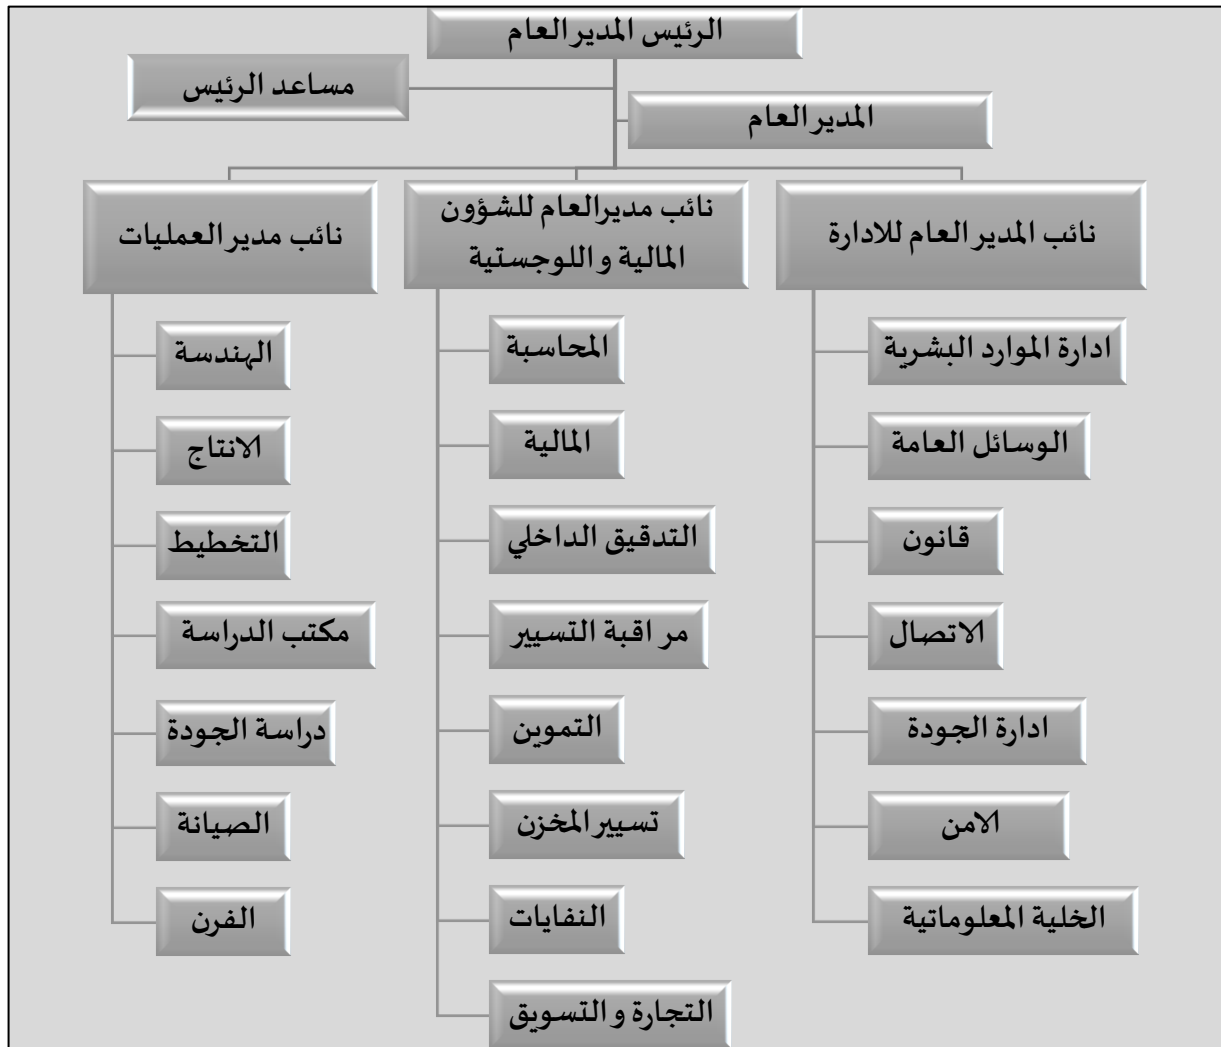 الرئيس المدير العام
مساعد الرئيس
المدير العام
نائب المدير العام للادارة
ادارة الموارد البشرية
الوسائل العامة
قانون
الاتصال
ادارة الجودة
الامن
الخلية المعلوماتية
نائب مدير العام للشؤون
المالية و اللوجستية
المحاسبة
المالية
التدقيق الداخلي
مراقبة التسيير
التموين
تسيير المخزن
النفايات
التجارة و التسويق
نائب مدير العمليات
الهندسة
الانتاج
التخطيط
مكتب الدراسة
دراسة الجودة
الصيانة
الفرن